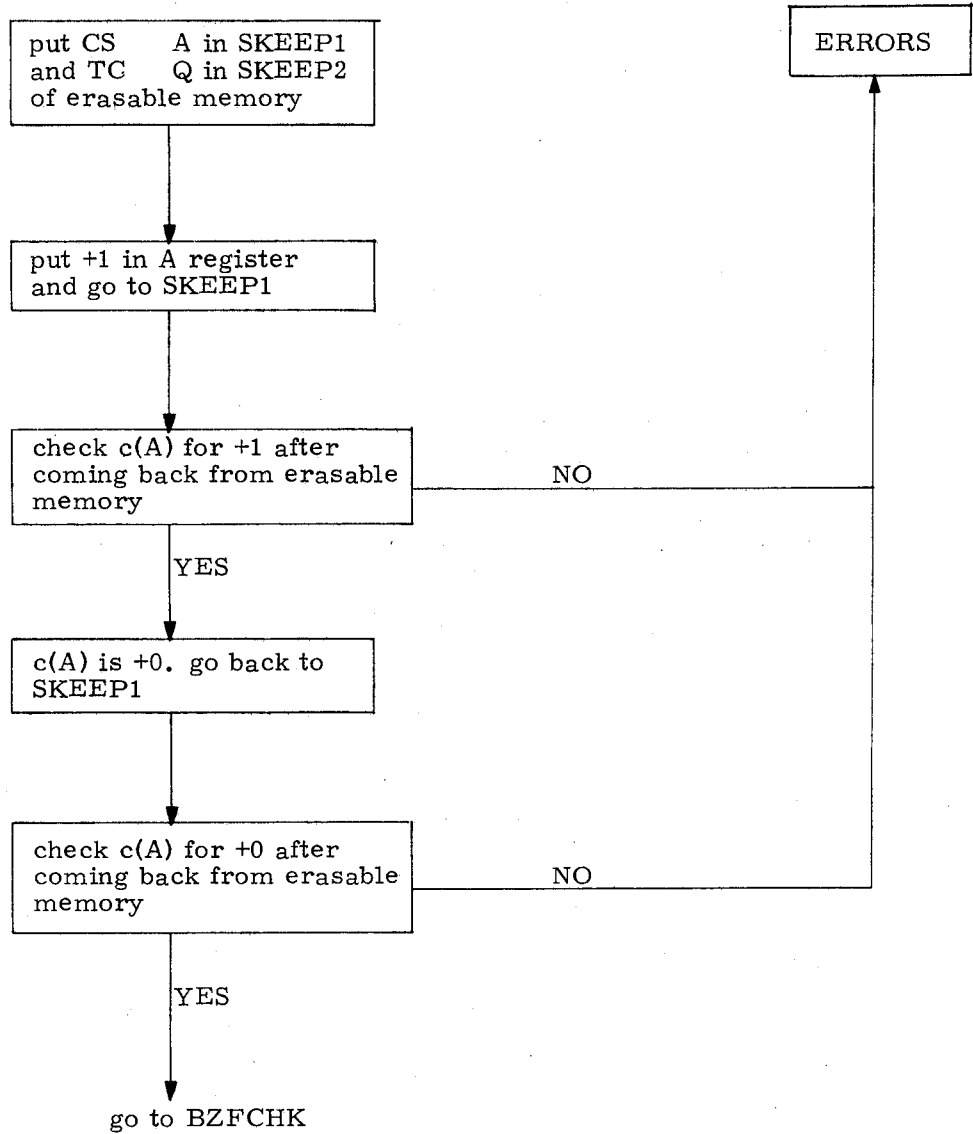 put CS A in SKEEP1
and TC Q in SKEEP2
of erasable memory
ERRORS
put +1 in A register
and go to SKEEP1
check c(A) for +1 after
coming back from erasable
memory
NO
YES
c(A) is +0. go back to
SKEEP1
check c(A) for +0 after
coming back from erasable
memory
NO
YES
go to BZFCHK